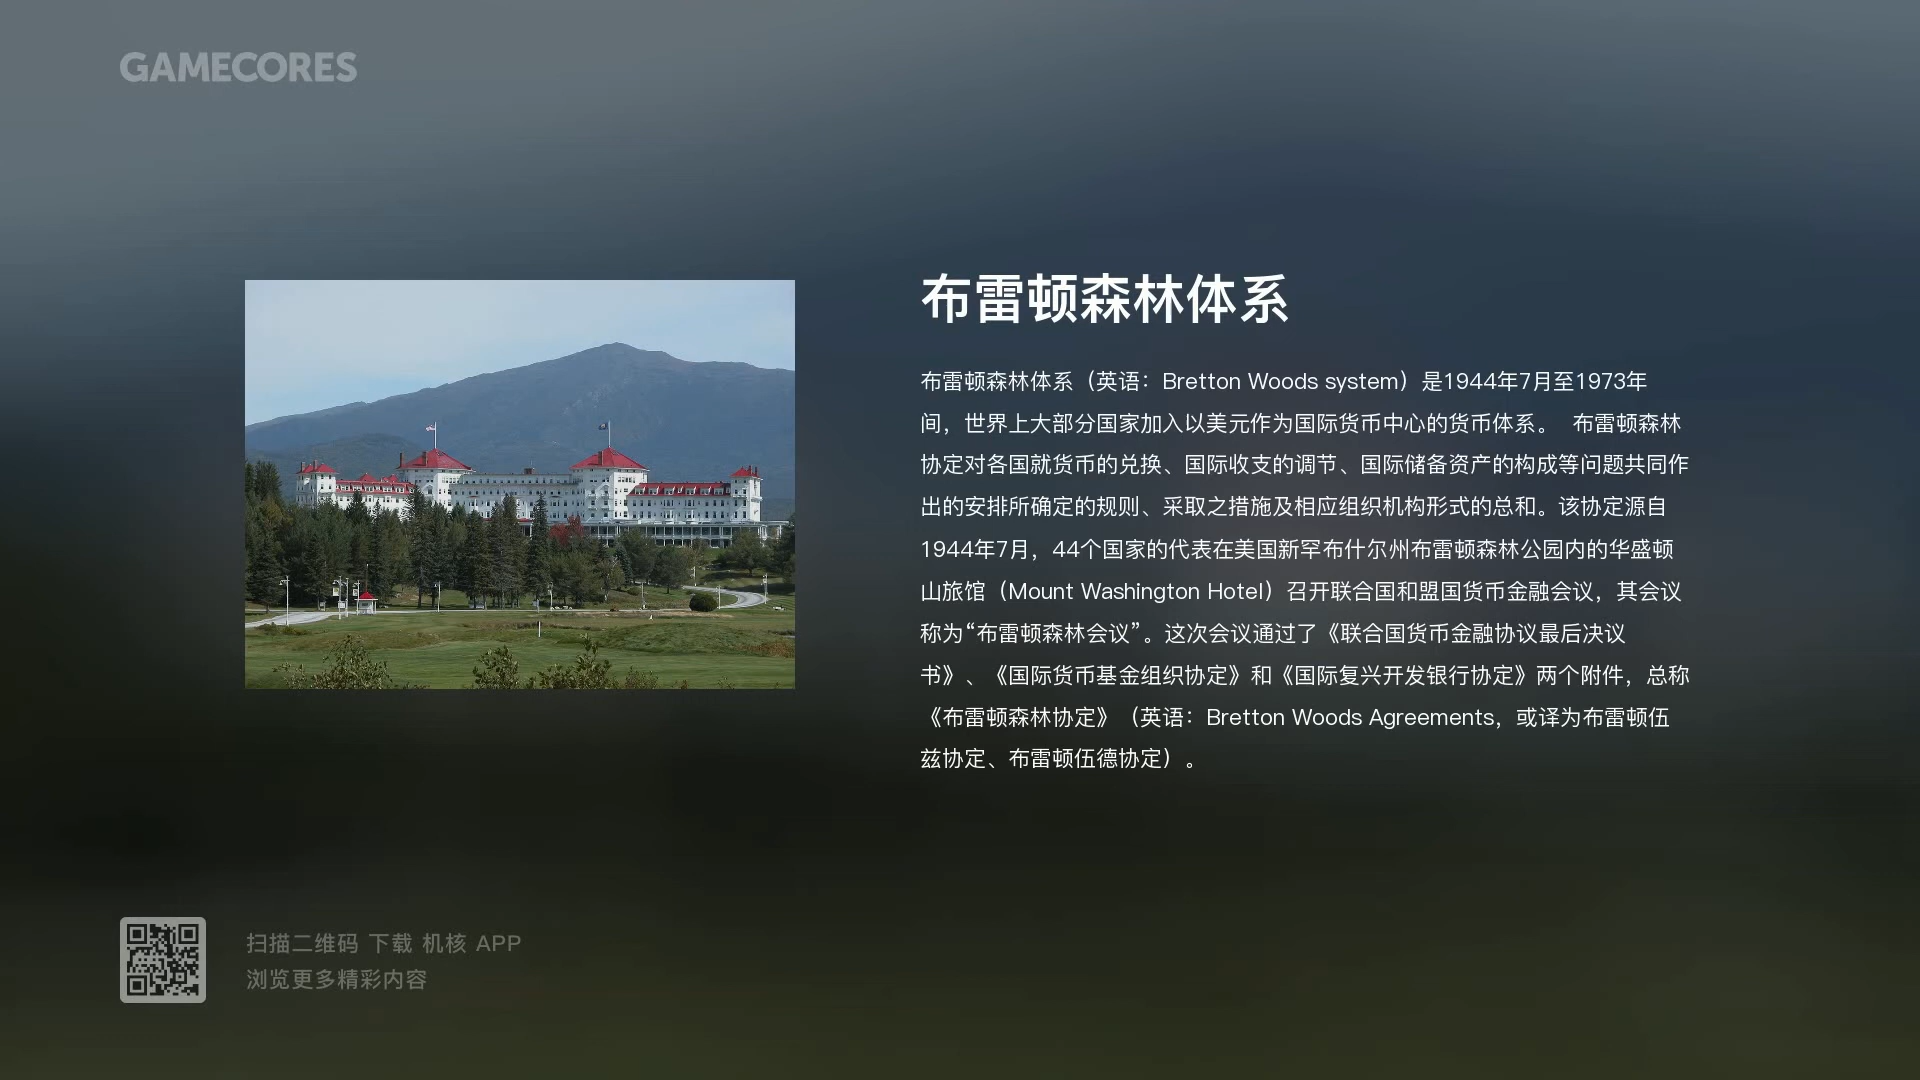 GAMECORES
布雷顿森林体系
布雷顿森林体系（英语：Bretton Woods system）是1944年7月至1973年
间，世界上大部分国家加入以美元作为国际货币中心的货币体系。 布雷顿森林
协定对各国就货币的兑换、国际收支的调节、国际储备资产的构成等问题共同作
出的安排所确定的规则、采取之措施及相应组织机构形式的总和。该协定源自
1944年7月，44个国家的代表在美国新罕布什尔州布雷顿森林公园内的华盛顿
山旅馆（Mount Washington Hotel）召开联合国和盟国货币金融会议，其会议
称为“布雷顿森林会议”。这次会议通过了《联合国货币金融协议最后决议
书》、《国际货币基金组织协定》和《国际复兴开发银行协定》两个附件，总称
《布雷顿森林协定》（英语：Bretton Woods Agreements，或译为布雷顿伍
兹协定、布雷顿伍德协定）。
扫描二维码 下载 机核 APP
浏览更多精彩内容